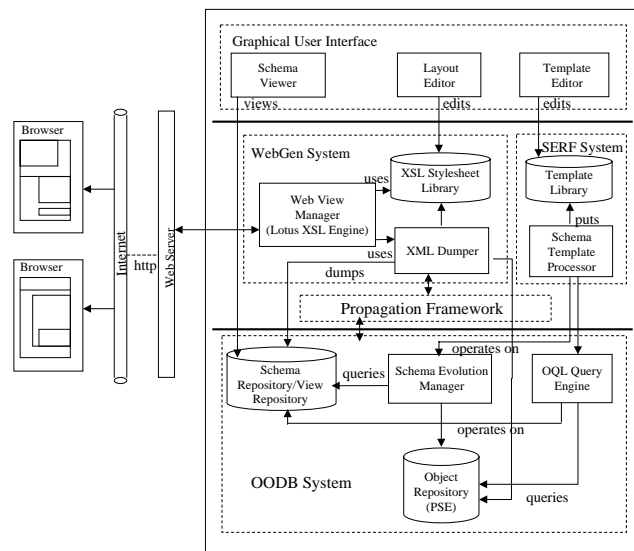 Graphical User Interface
Schema
Viewer
Layout
Editor
Template
Editor
views
edits
edits
Browser
Browser
Internet
http
Web Server
WebGen System
uses
XSL Stylesheet
Library
SERF System
Template
Library
Web View
Manager
(Lotus XSL Engine)
uses
XML Dumper
puts
Schema
Template
Processor
dumps
Propagation Framework
operates on
Schema
Repository/View
Repository
queries
Schema Evolution
Manager
OQL Query
Engine
operates on
OODB System
Object
Repository
(PSE)
queries